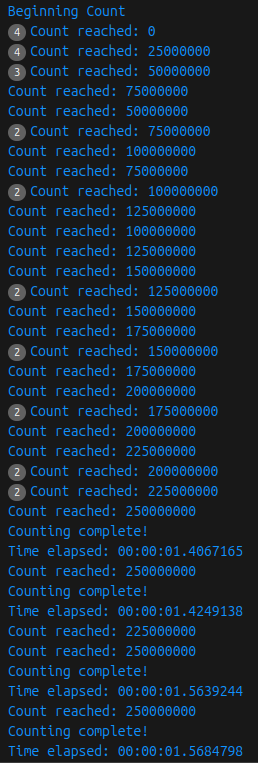 Beginning Count
4 Count reached: 0
4 Count reached: 25000000
3 Count reached: 50000000
Count reached: 75000000
Count reached: 50000000
2 Count reached: 75000000
Count reached: 100000000
Count reached: 75000000
2 Count reached: 100000000
Count reached: 125000000
Count reached: 100000000
Count reached: 125000000
Count reached: 150000000
2 Count reached: 125000000
Count reached: 150000000
Count reached: 175000000
2 Count reached: 150000000
Count reached: 175000000
Count reached: 200000000
2 Count reached: 175000000
Count reached: 200000000
Count reached: 225000000
2 Count reached: 200000000
2 Count reached: 225000000
Count reached: 250000000
Counting complete!
Time elapsed: 00:00:01.4067165
Count reached: 250000000
Counting complete!
Time elapsed: 00:00:01.4249138
Count reached: 225000000
Count reached: 250000000
Counting complete!
Time elapsed: 00:00:01.5639244
Count reached: 250000000
Counting complete!
Time elapsed: 00:00:01.5684798